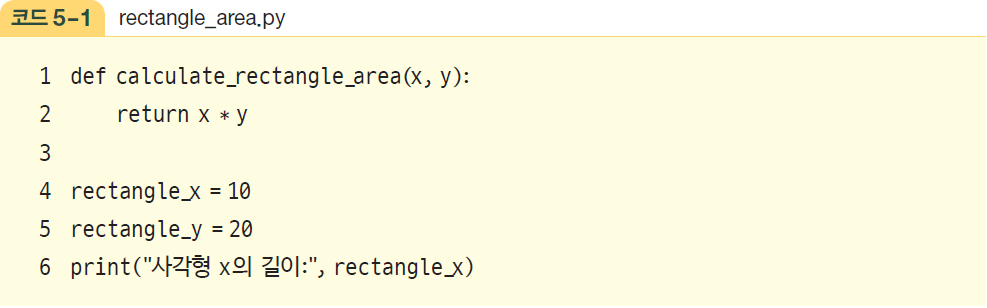 코드 5-1 rectangle_area.py
1 def calculate_rectangle_area(x, y):
2     return x * y
3
4 rectangle_x = 10
5 rectangle_y = 20
6 print("사각형 x의 길이:", rectangle_x)